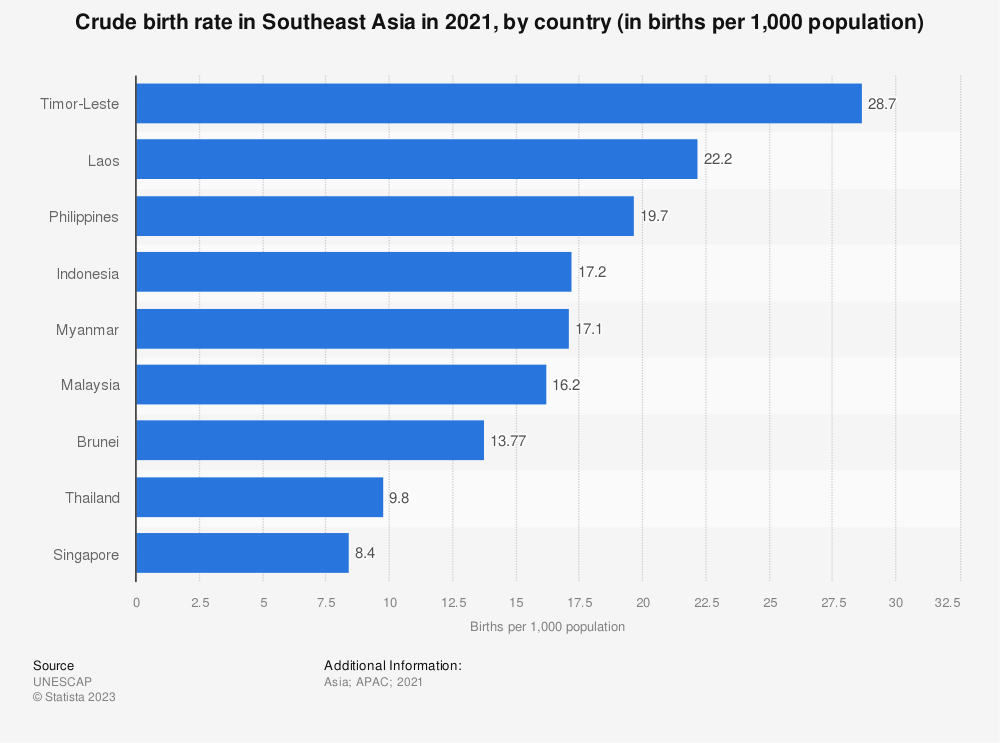 Crude birth rate in Southeast Asia in 2021, by country (in births per 1,000 population)
Timor-Leste 28.7
Laos 22.2
Philippines 19.7
Indonesia 17.2
Myanmar 17.1
Malaysia 16.2
Brunei 13.77
Thailand 9.8
Singapore 8.4
0 2.5 5 7.5 10 12.5 15 17.5 20 22.5 25 27.5 30 32.5
Births per 1,000 population
Source
UNESCAP
© Statista 2023
Additional Information:
Asia; APAC; 2021